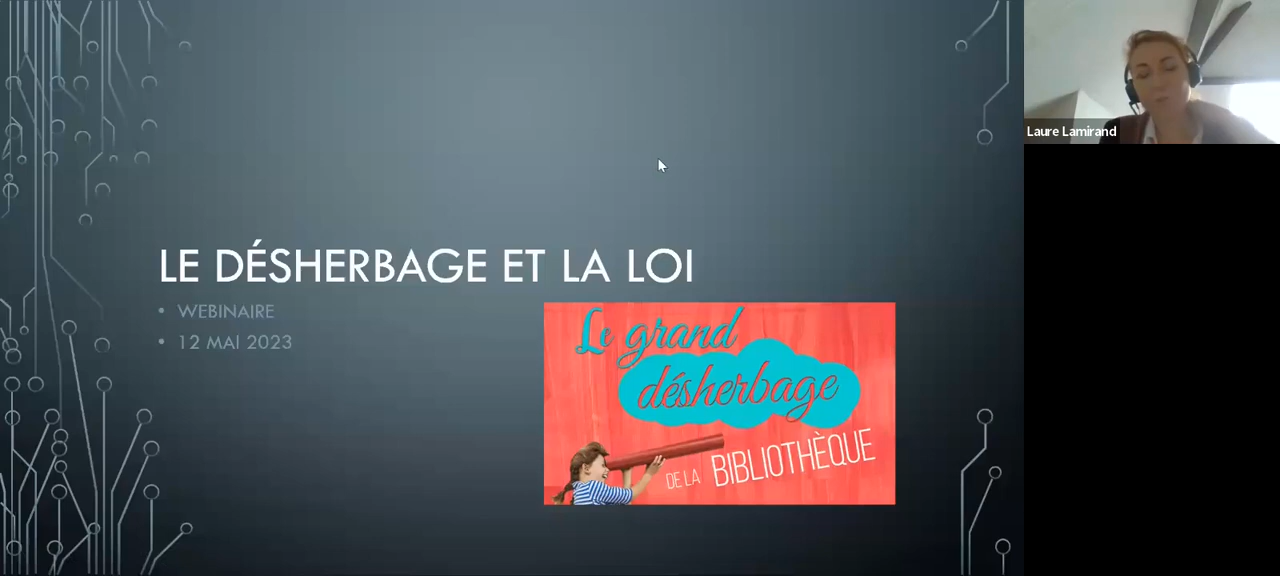 LE DÉSHERBAGE ET LA LOI
• WEBINAIRE
• 12 MAI 2023
Le grand
désherbage
DE LA BIBLIOTHÈQUE
Laure Lamirand